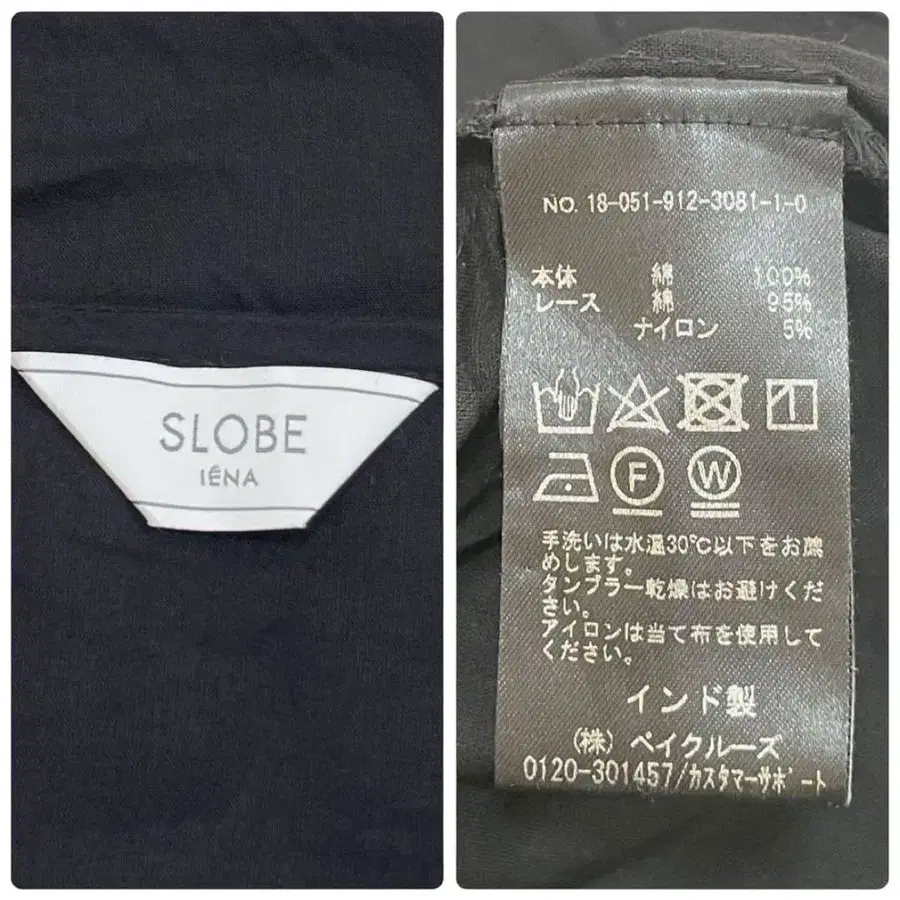 SLOBE
IÉNA
NO. 18-051-912-3081-1-0
本体 綿 100%
レース 綿 95%
ナイロン 5%
F W
手洗いは水温30℃以下をお薦
めします。
タンブラー乾燥はお避けくだ
さい。
アイロンは当て布を使用して
ください。
インド製
(株) ベイクルーズ
0120-301457/カスタマーサポート